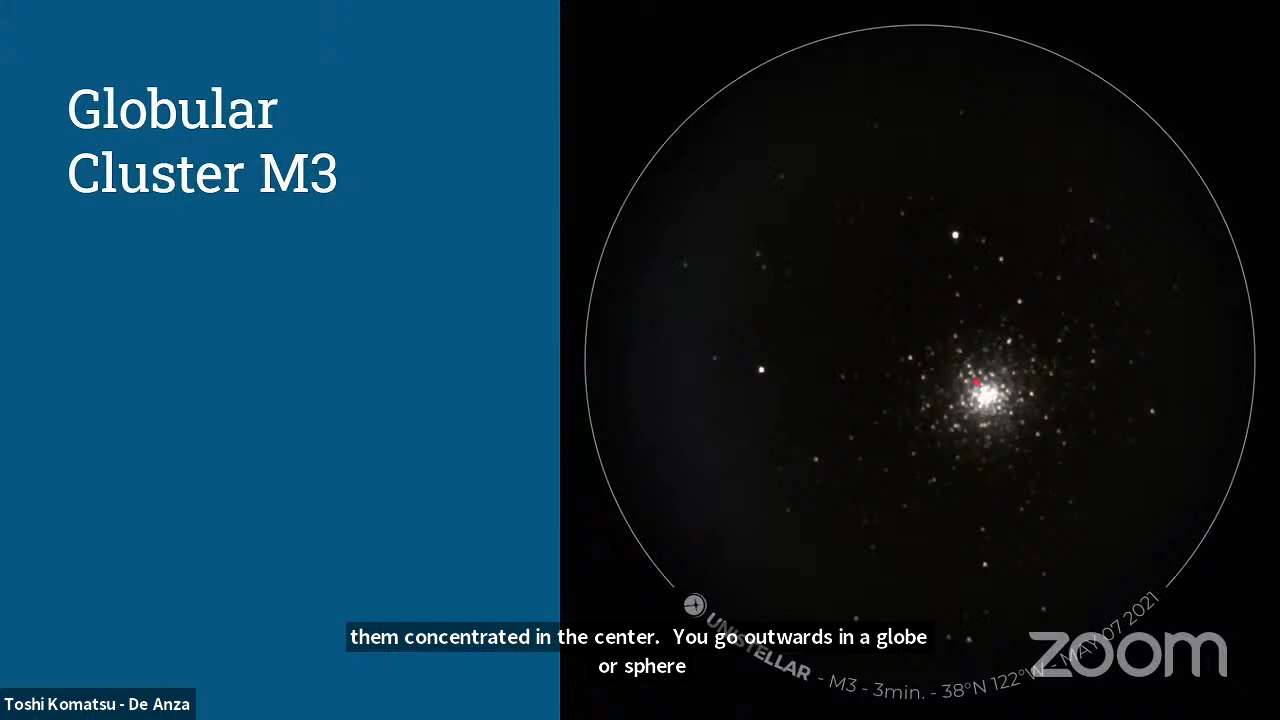 Globular
Cluster M3
UNISTELLAR - M3 - 3min. - 38°N 122°W - MAY 07 2021
them concentrated in the center.  You go outwards in a globe
or sphere
zoom
Toshi Komatsu - De Anza